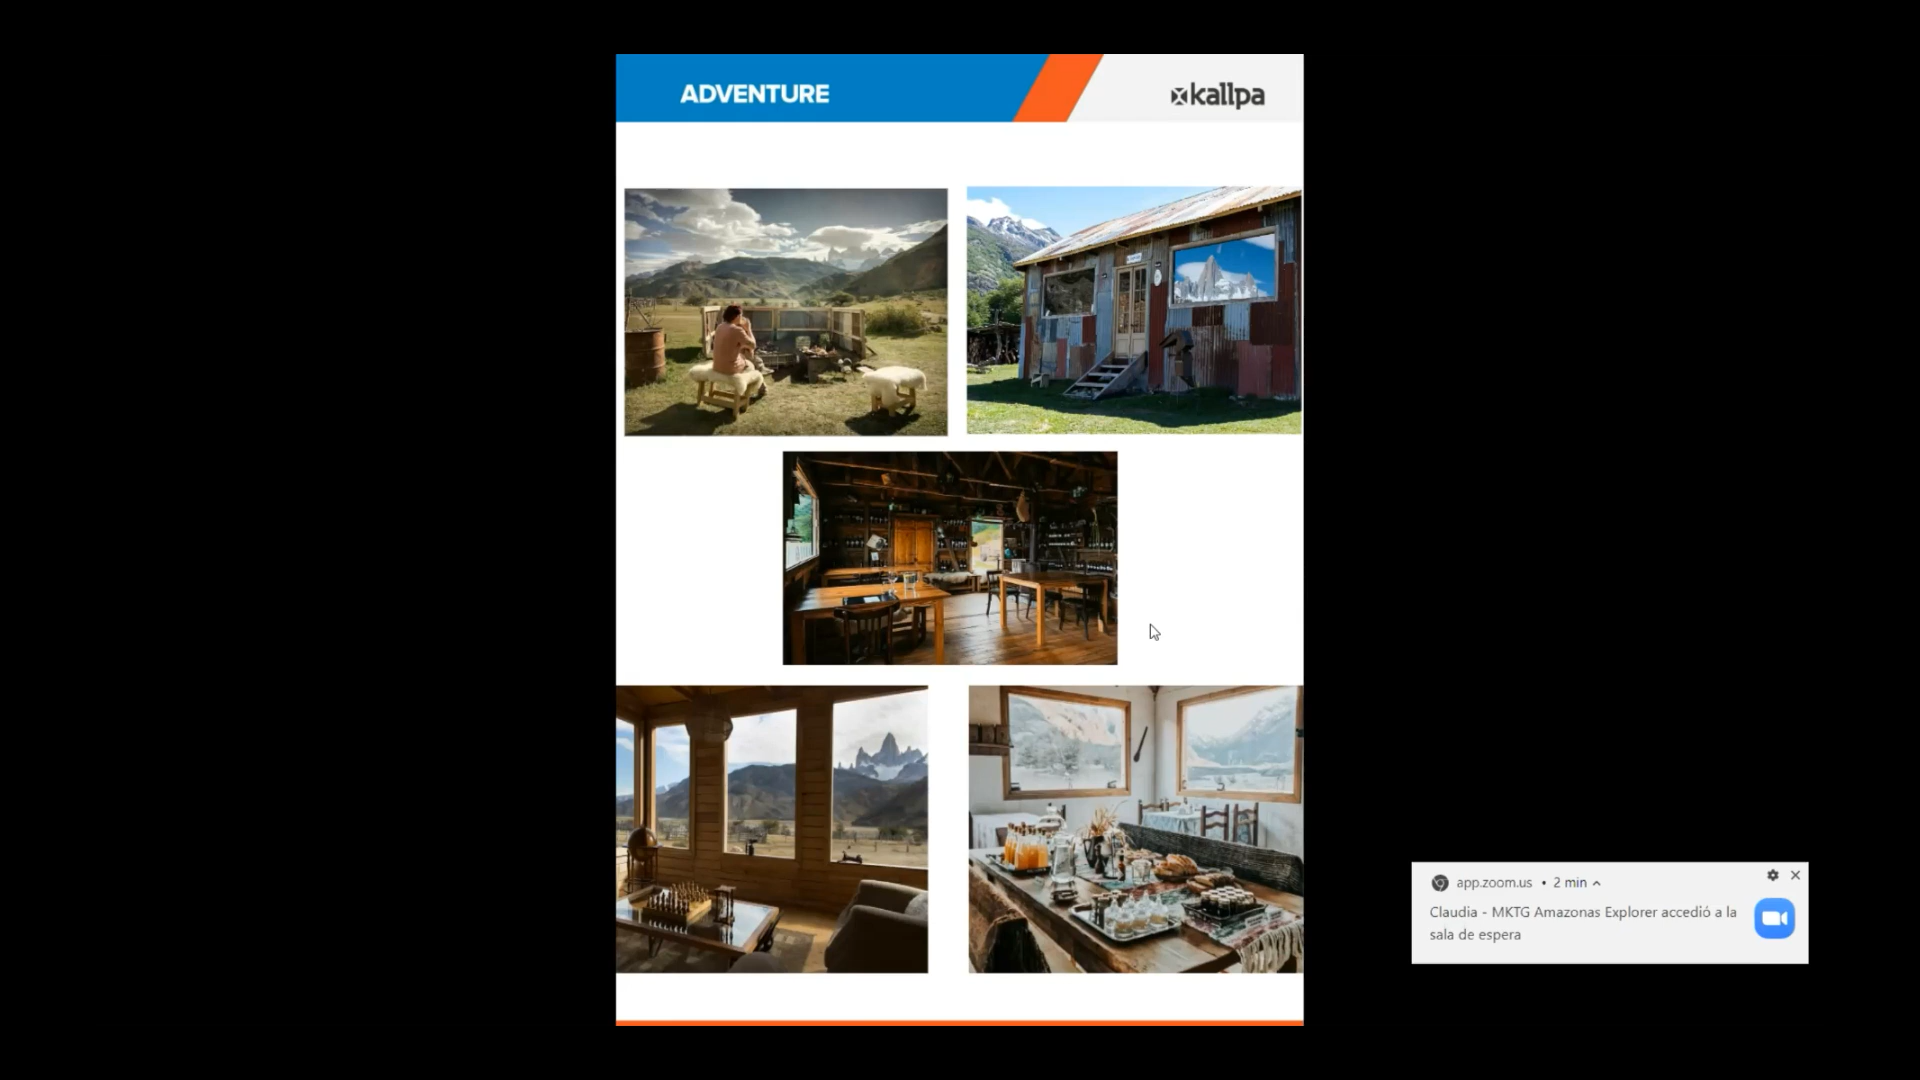 ADVENTURE
kallpa
app.zoom.us • 2 min
Claudia - MKTG Amazonas Explorer accedió a la
sala de espera